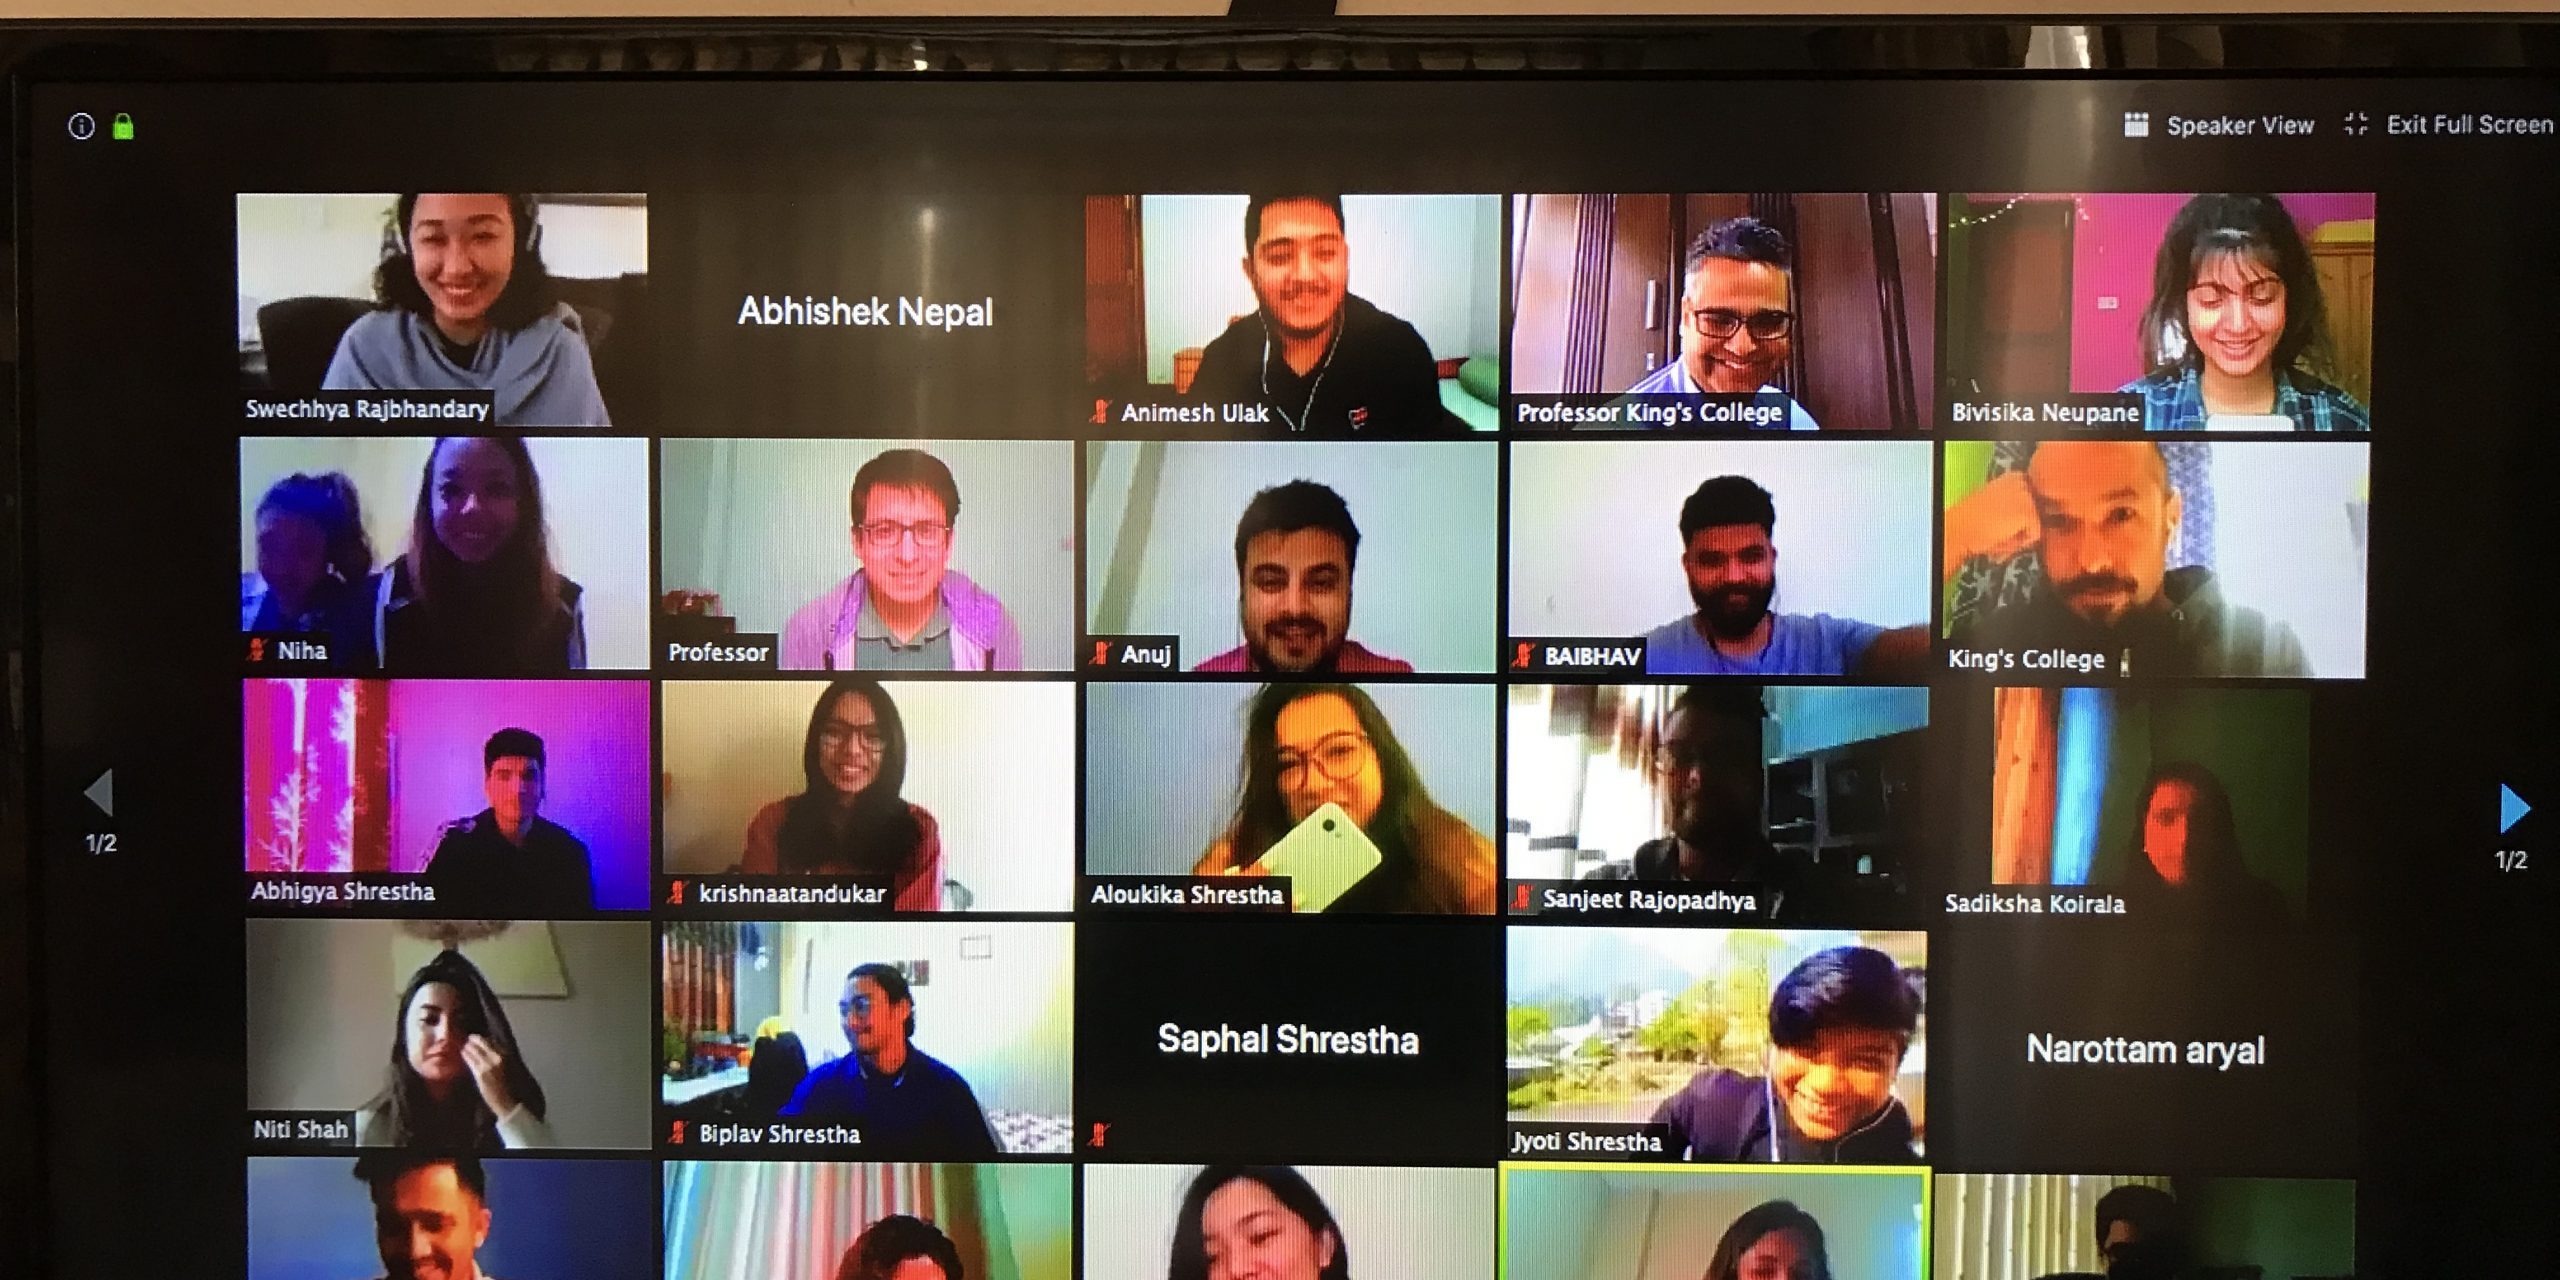 Speaker View
Exit Full Screen
Swechhya Rajbhandary
Abhishek Nepal
Animesh Ulak
Professor King's College
Bivisika Neupane
Niha
Professor
Anuj
BAIBHAV
King's College
1/2
1/2
Abhigya Shrestha
krishnaatandukar
Aloukika Shrestha
Sanjeet Rajopadhya
Sadiksha Koirala
Niti Shah
Biplav Shrestha
Saphal Shrestha
Jyoti Shrestha
Narottam aryal